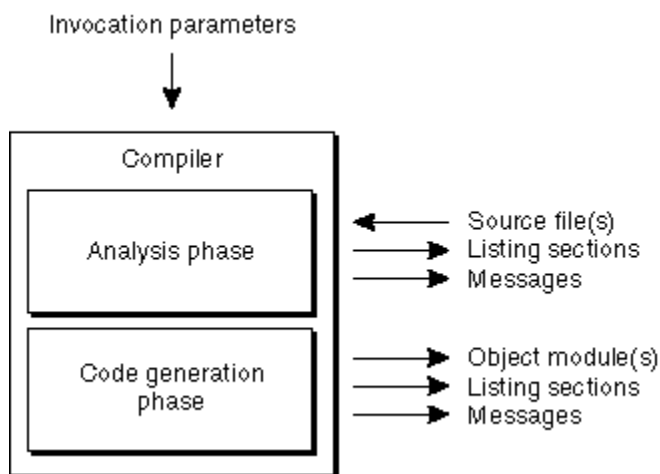 Invocation parameters
Compiler
Analysis phase
Source file(s)
Listing sections
Messages
Code generation
phase
Object module(s)
Listing sections
Messages